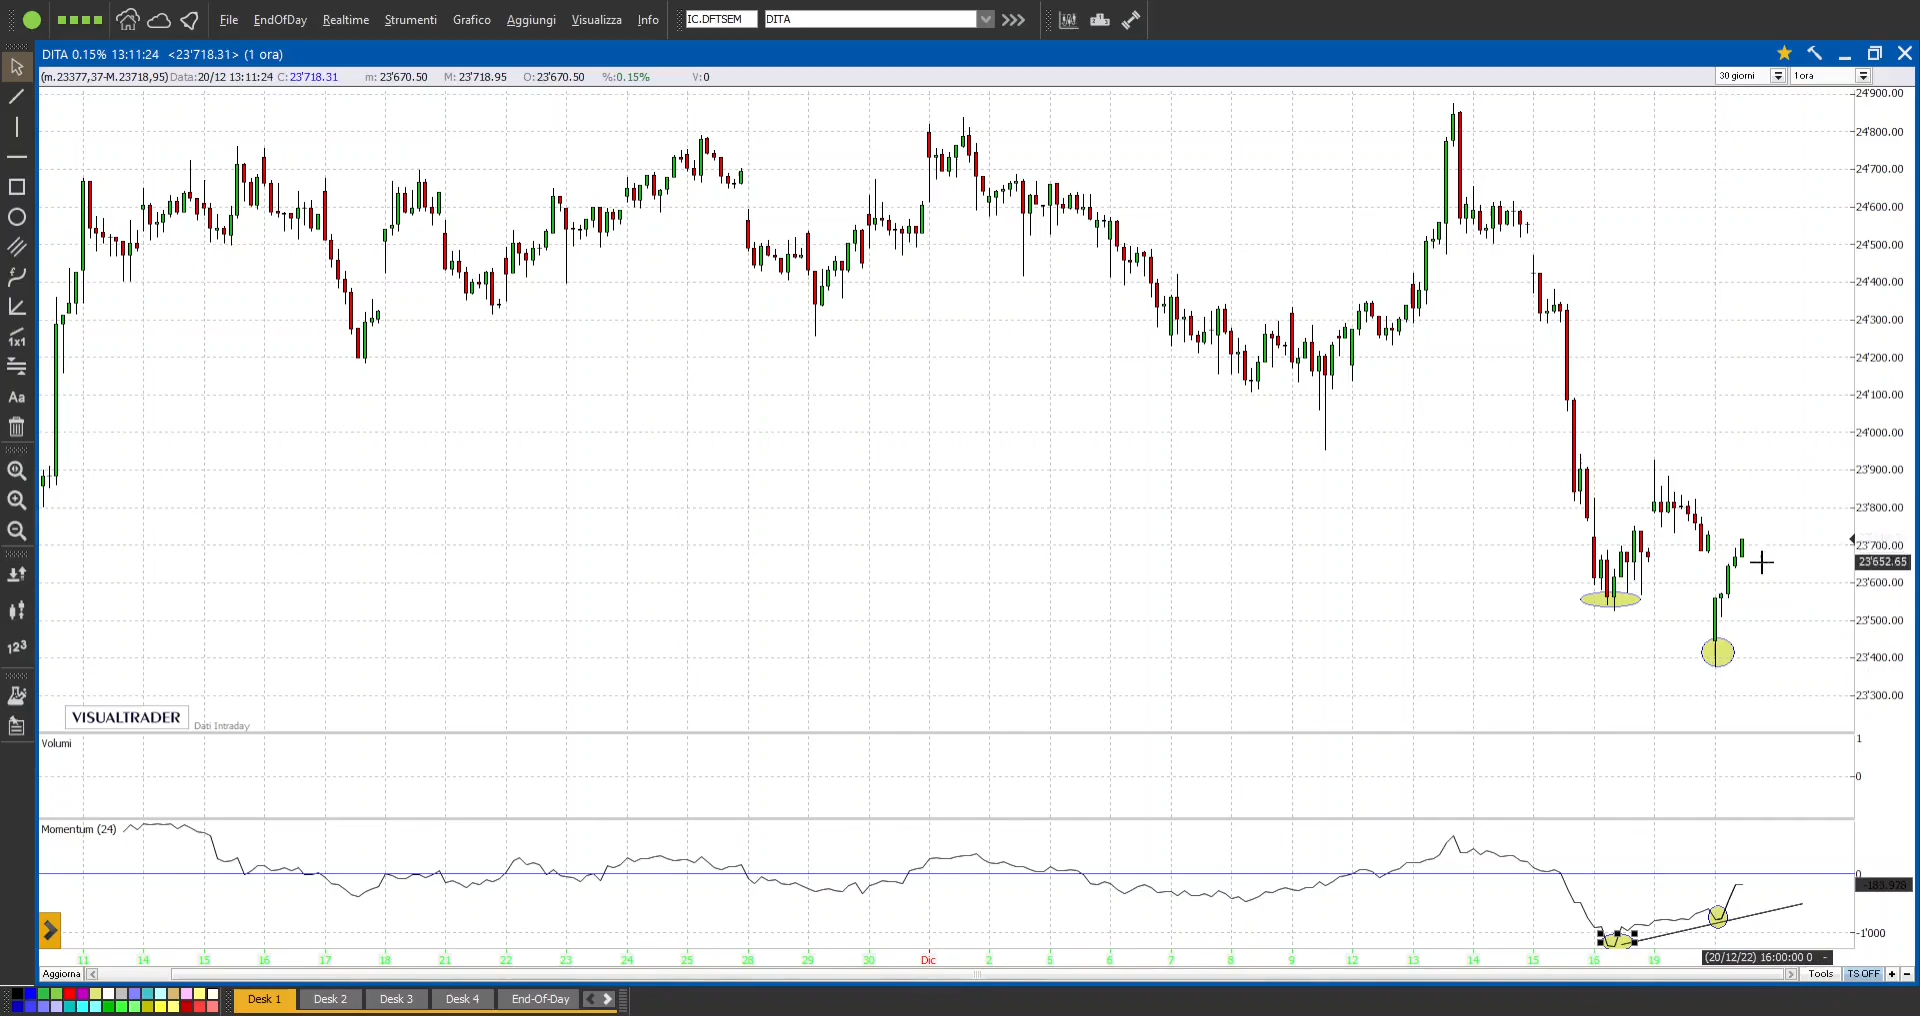 File EndOfDay Realtime Strumenti Grafico Aggiungi Visualizza Info IC.DFTSEM DITA
DITA 0.15% 13:11:24 <23'718.31> (1 ora)
(m.23377,37-M.23718,95) Data:20/12 13:11:24 C:23'718.31 m:23'670.50 M:23'718.95 O:23'670.50 %:0.15% V:0 30 giorni 1 ora
24'900.00
24'800.00
24'700.00
24'600.00
24'500.00
24'400.00
24'300.00
24'200.00
24'100.00
24'000.00
23'900.00
23'800.00
23'700.00
23'652.65
23'600.00
23'500.00
23'400.00
23'300.00
1x1
Aa
123
VISUALTRADER Dati Intraday
Volumi
1
0
Momentum (24)
0
-183.978
-1'000
11 14 15 16 17 18 21 22 23 24 25 28 29 30 Dic 2 5 6 7 8 9 12 13 14 15 16 19 (20/12/22) 16:00:00 0 -
Aggiorna Tools TS OFF + -
Desk 1 Desk 2 Desk 3 Desk 4 End-Of-Day